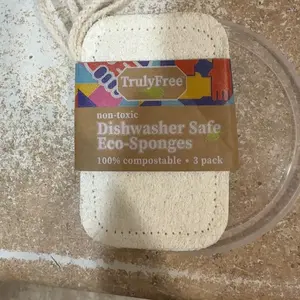 TrulyFree
non-toxic
Dishwasher Safe
Eco-Sponges
100% compostable • 3 pack